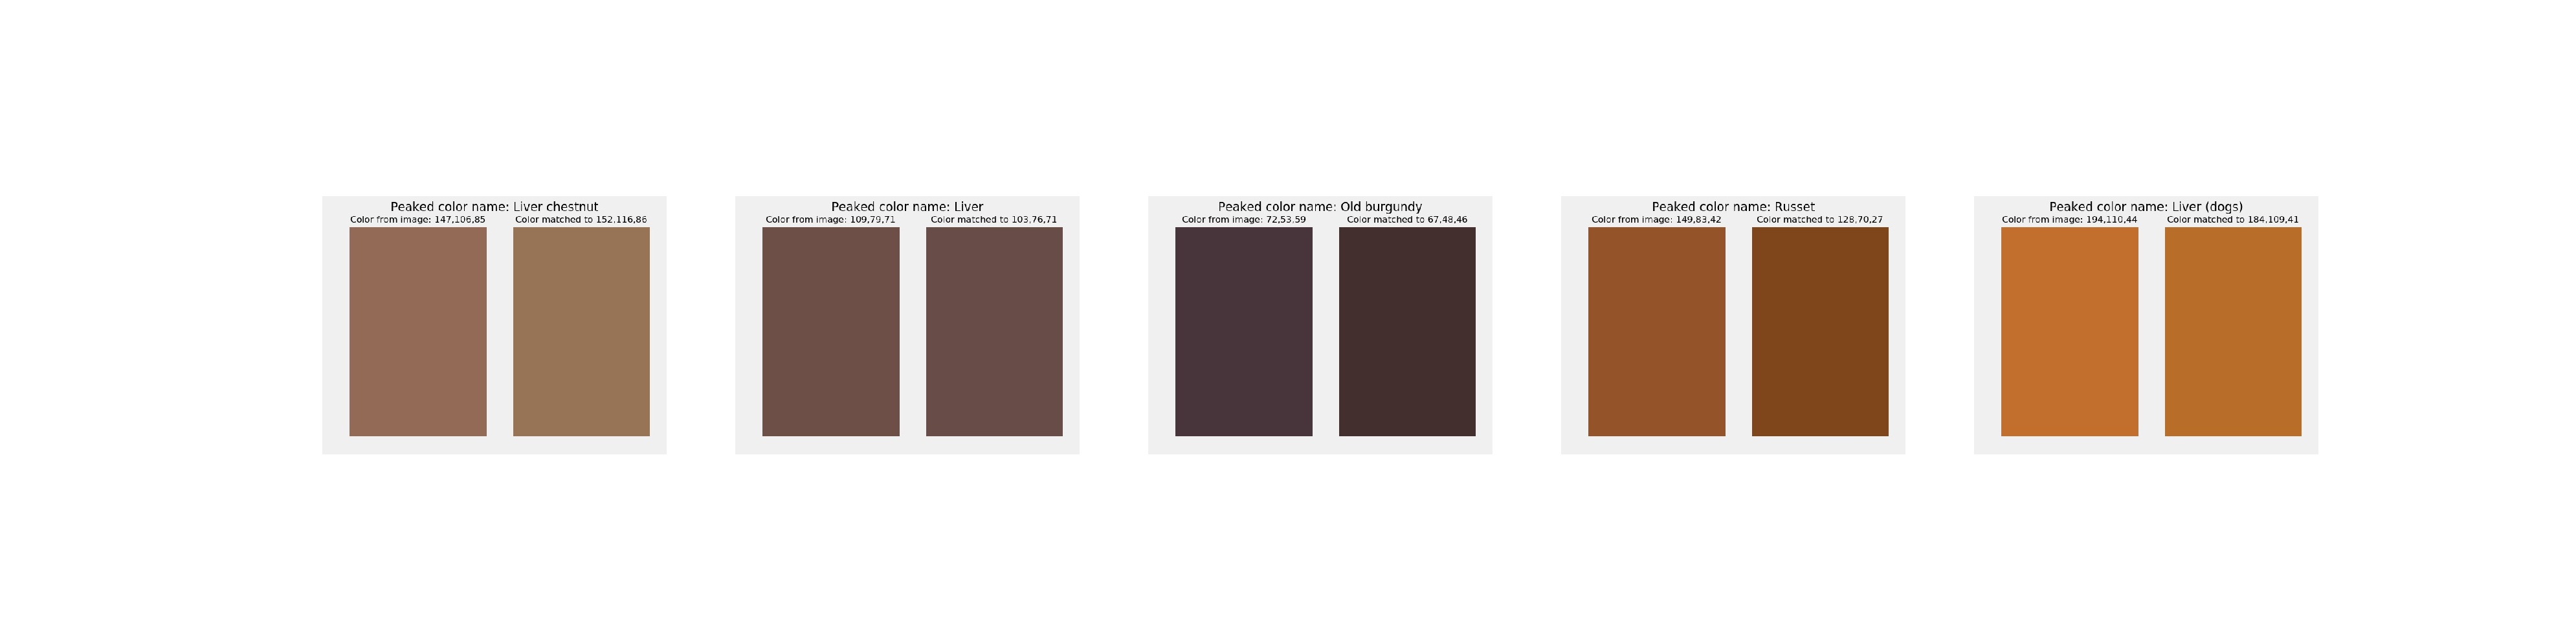 Peaked color name: Liver chestnut
Color from image: 147,106,85
Color matched to 152,116,86
Peaked color name: Liver
Color from image: 109,79,71
Color matched to 103,76,71
Peaked color name: Old burgundy
Color from image: 72,53,59
Color matched to 67,48,46
Peaked color name: Russet
Color from image: 149,83,42
Color matched to 128,70,27
Peaked color name: Liver (dogs)
Color from image: 194,110,44
Color matched to 184,109,41